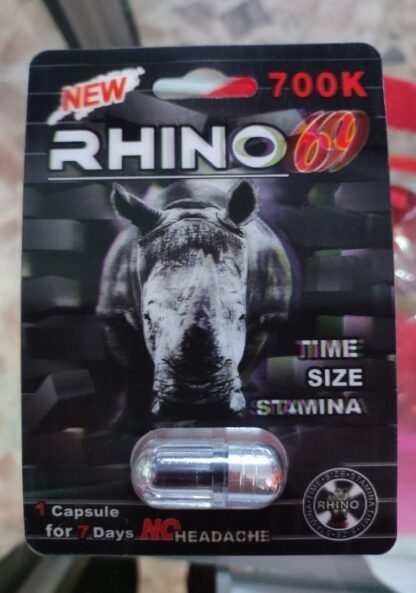 NEW
700K
RHINO 69
TIME
SIZE
STAMINA
1 Capsule
for 7 Days NO HEADACHE
RHINO